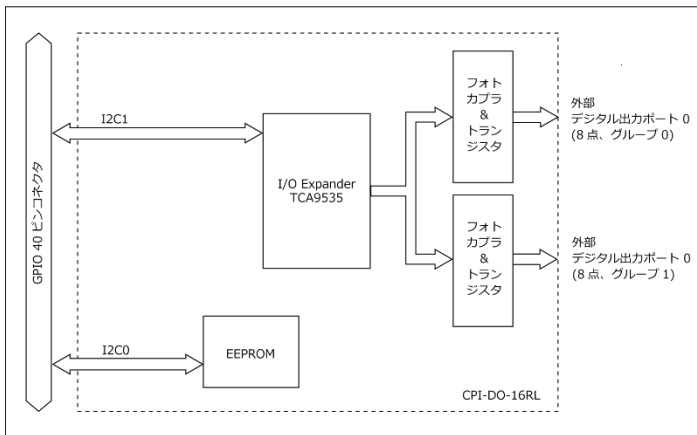 GPIO 40 ピンコネクタ
I2C1
I/O Expander
TCA9535
フォト
カプラ
&
トラン
ジスタ
外部
デジタル出力ポート 0
(8 点、グループ 0)
フォト
カプラ
&
トラン
ジスタ
外部
デジタル出力ポート 0
(8 点、グループ 1)
I2C0
EEPROM
CPI-DO-16RL